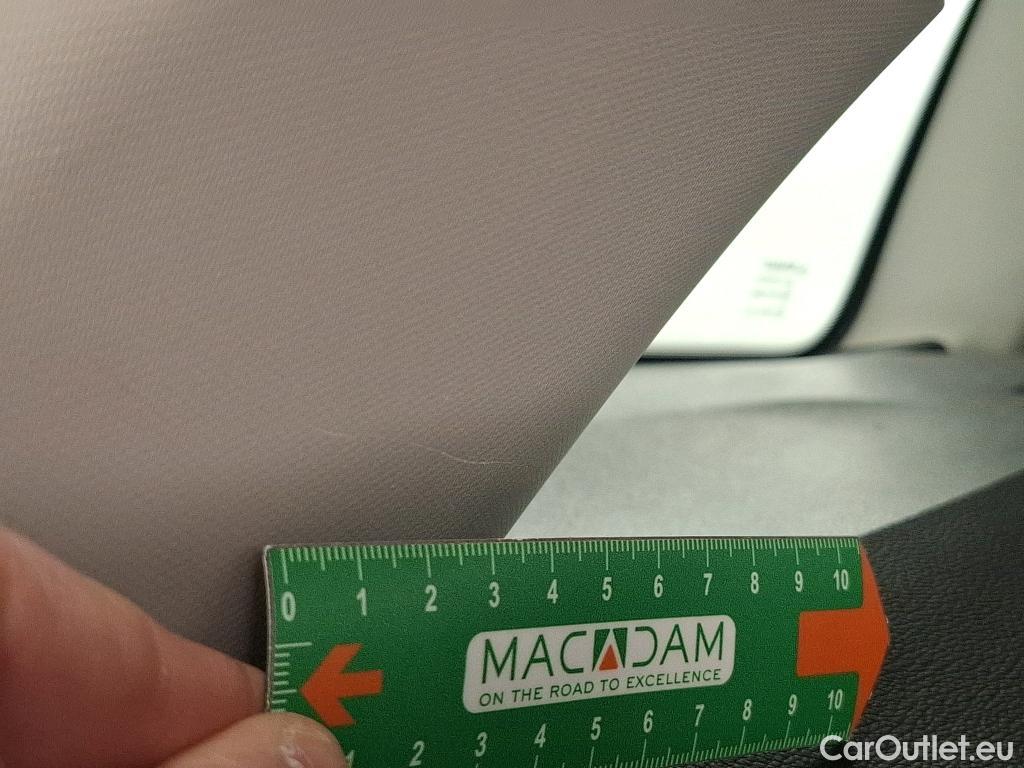 0 1 2 3 4 5 6 7 8 9 10
MACADAM
ON THE ROAD TO EXCELLENCE
1 2 3 4 5 6 7 8 9 10
CarOutlet.eu